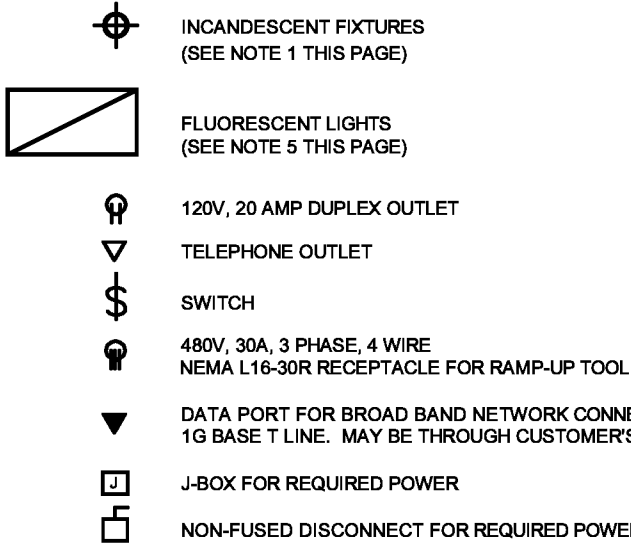 INCANDESCENT FIXTURES
(SEE NOTE 1 THIS PAGE)
FLUORESCENT LIGHTS
(SEE NOTE 5 THIS PAGE)
120V, 20 AMP DUPLEX OUTLET
TELEPHONE OUTLET
SWITCH
480V, 30A, 3 PHASE, 4 WIRE
NEMA L16-30R RECEPTACLE FOR RAMP-UP TOOL
DATA PORT FOR BROAD BAND NETWORK
1G BASE T LINE. MAY BE THROUGH CUSTOMER'S
J J-BOX FOR REQUIRED POWER
NON-FUSED DISCONNECT FOR REQUIRED